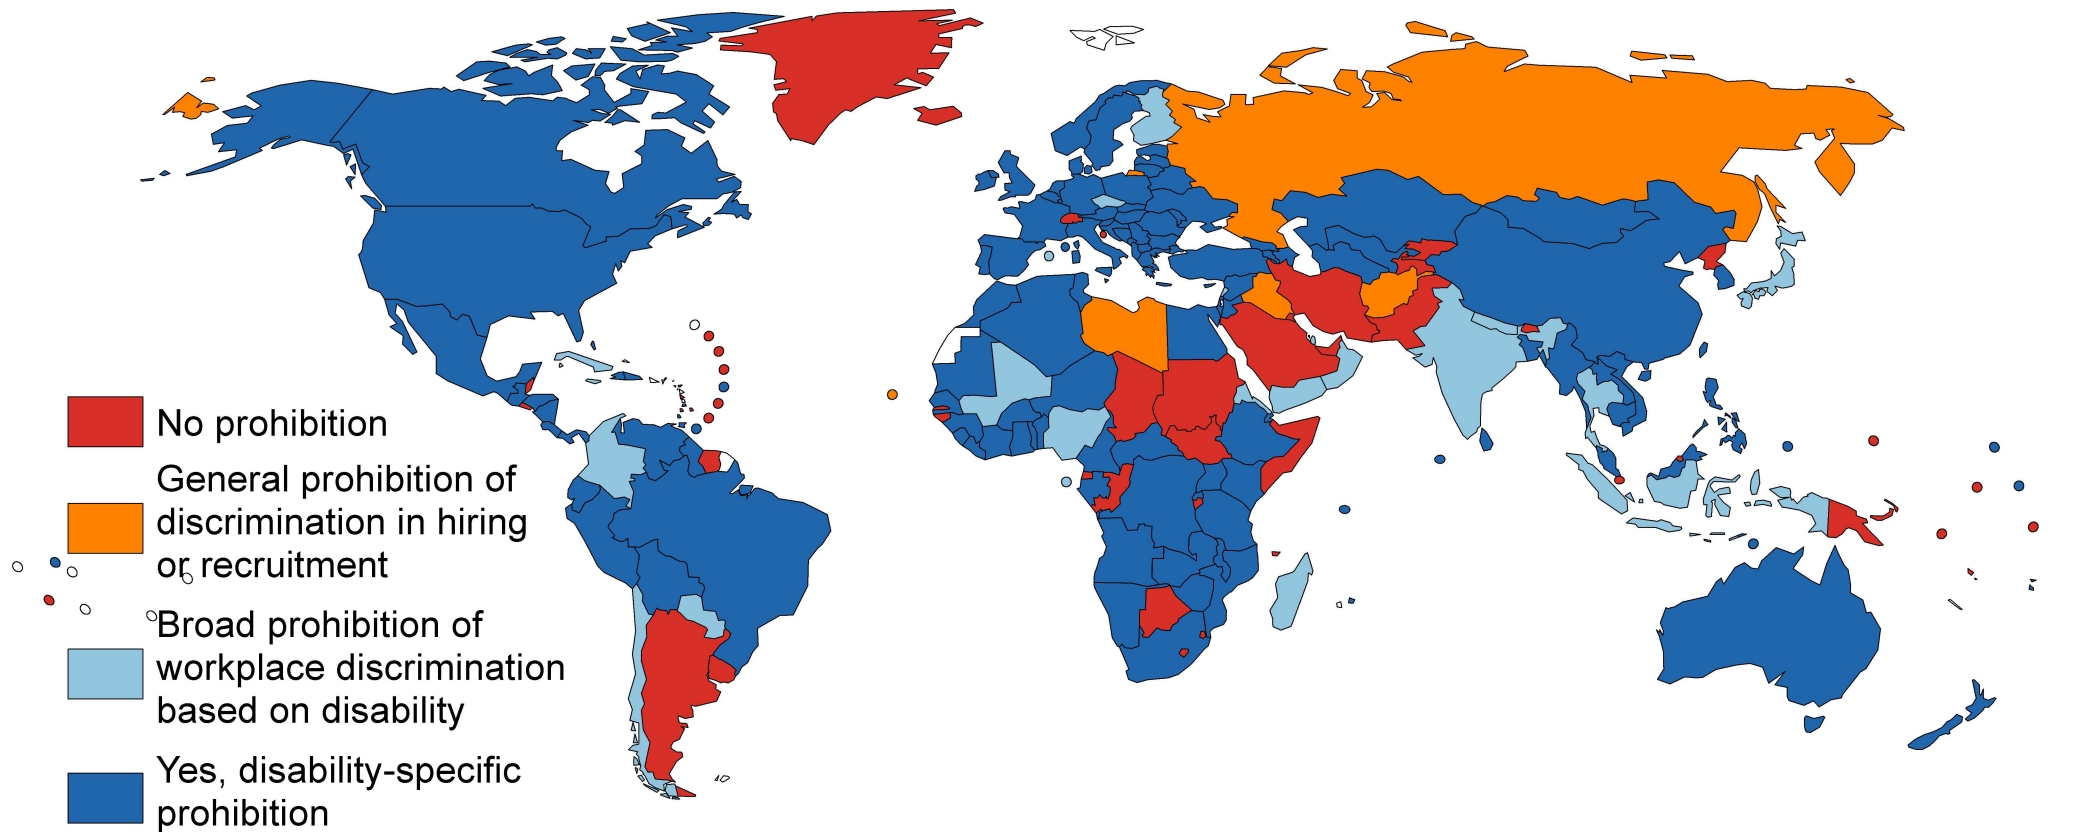 No prohibition
General prohibition of
discrimination in hiring
or recruitment
Broad prohibition of
workplace discrimination
based on disability
Yes, disability-specific
prohibition